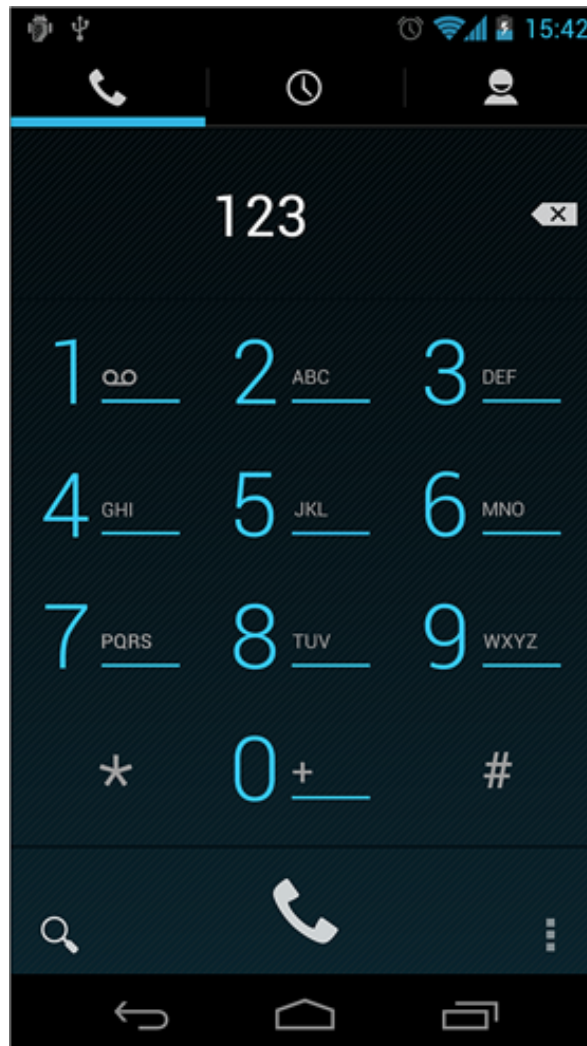 15:42
123
1 2 ABC 3 DEF
4 GHI 5 JKL 6 MNO
7 PQRS 8 TUV 9 WXYZ
* 0 + #